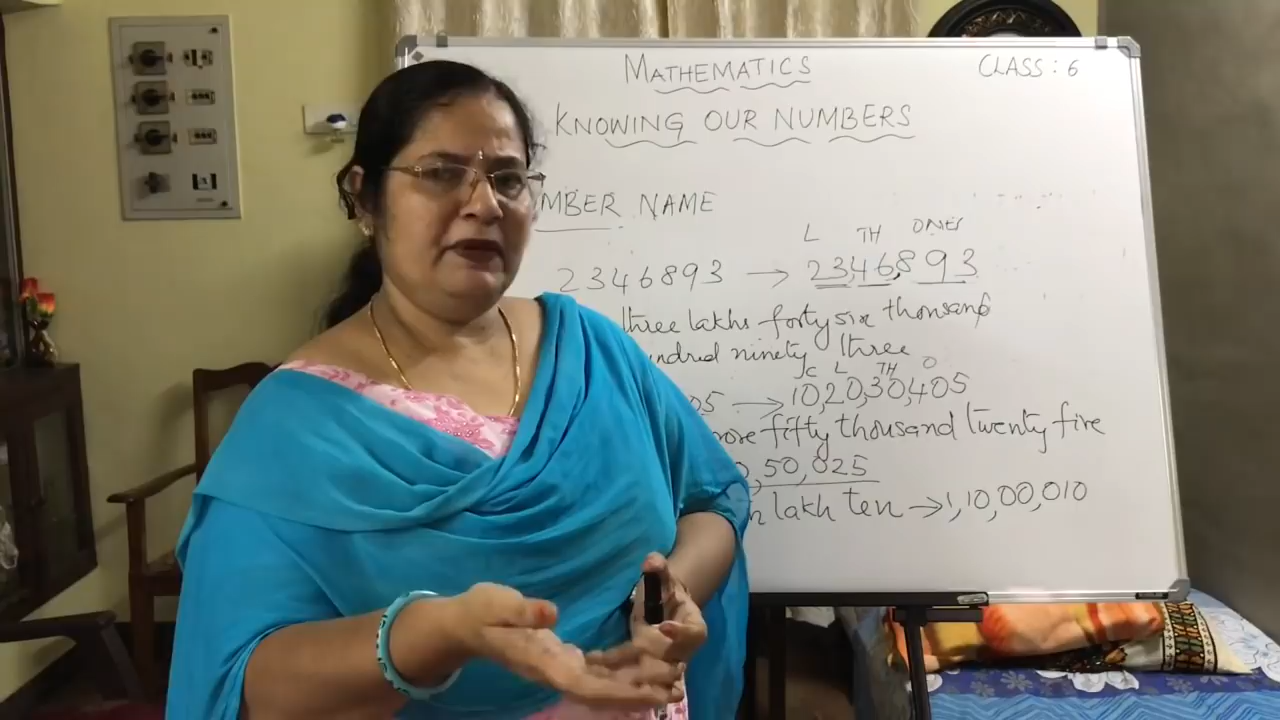 MATHEMATICS
CLASS : 6
KNOWING OUR NUMBERS
MBER NAME
L TH ONES
2346893 → 23,46,893
three lakhs forty six thousand
undred ninety three
C L TH O
05 → 10,20,30,405
rore fifty thousand twenty five
0,50,025
n lakh ten → 1,10,00,010